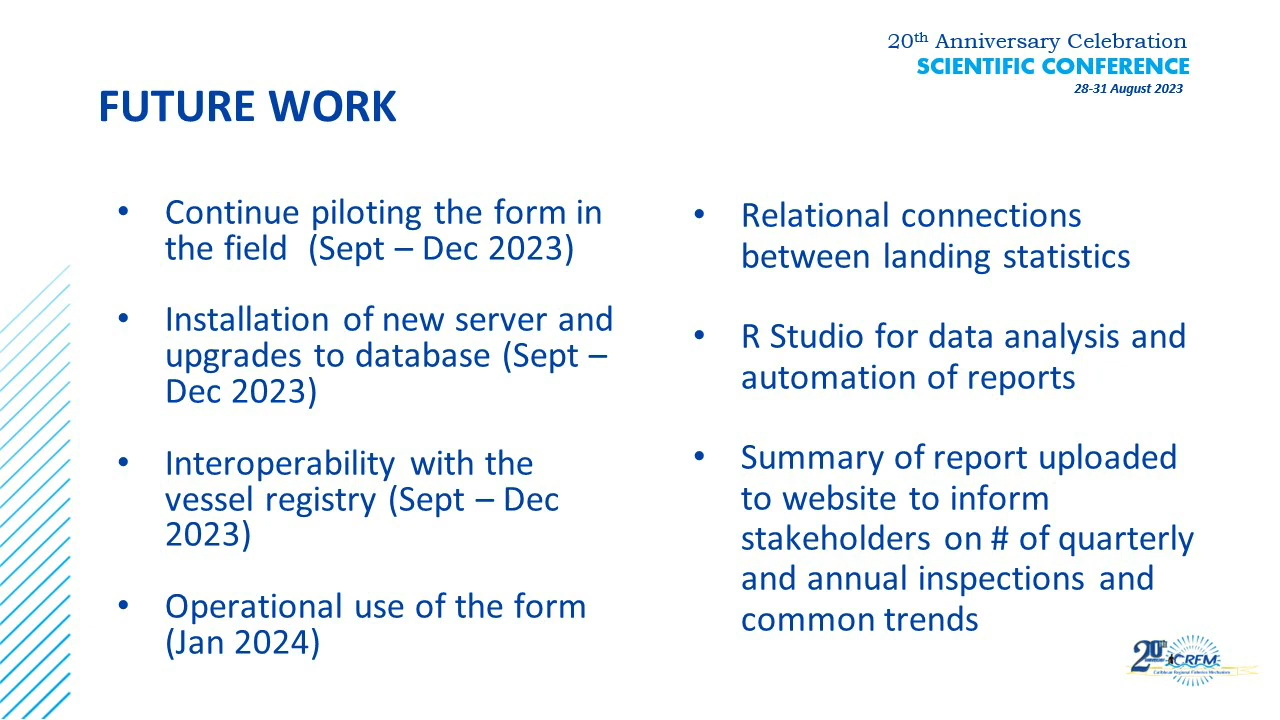 20th Anniversary Celebration
SCIENTIFIC CONFERENCE
28-31 August 2023
FUTURE WORK
• Continue piloting the form in
the field (Sept – Dec 2023)
• Installation of new server and
upgrades to database (Sept –
Dec 2023)
• Interoperability with the
vessel registry (Sept – Dec
2023)
• Operational use of the form
(Jan 2024)
• Relational connections
between landing statistics
• R Studio for data analysis and
automation of reports
• Summary of report uploaded
to website to inform
stakeholders on # of quarterly
and annual inspections and
common trends
20th
CRFM
Caribbean Regional Fisheries Mechanism